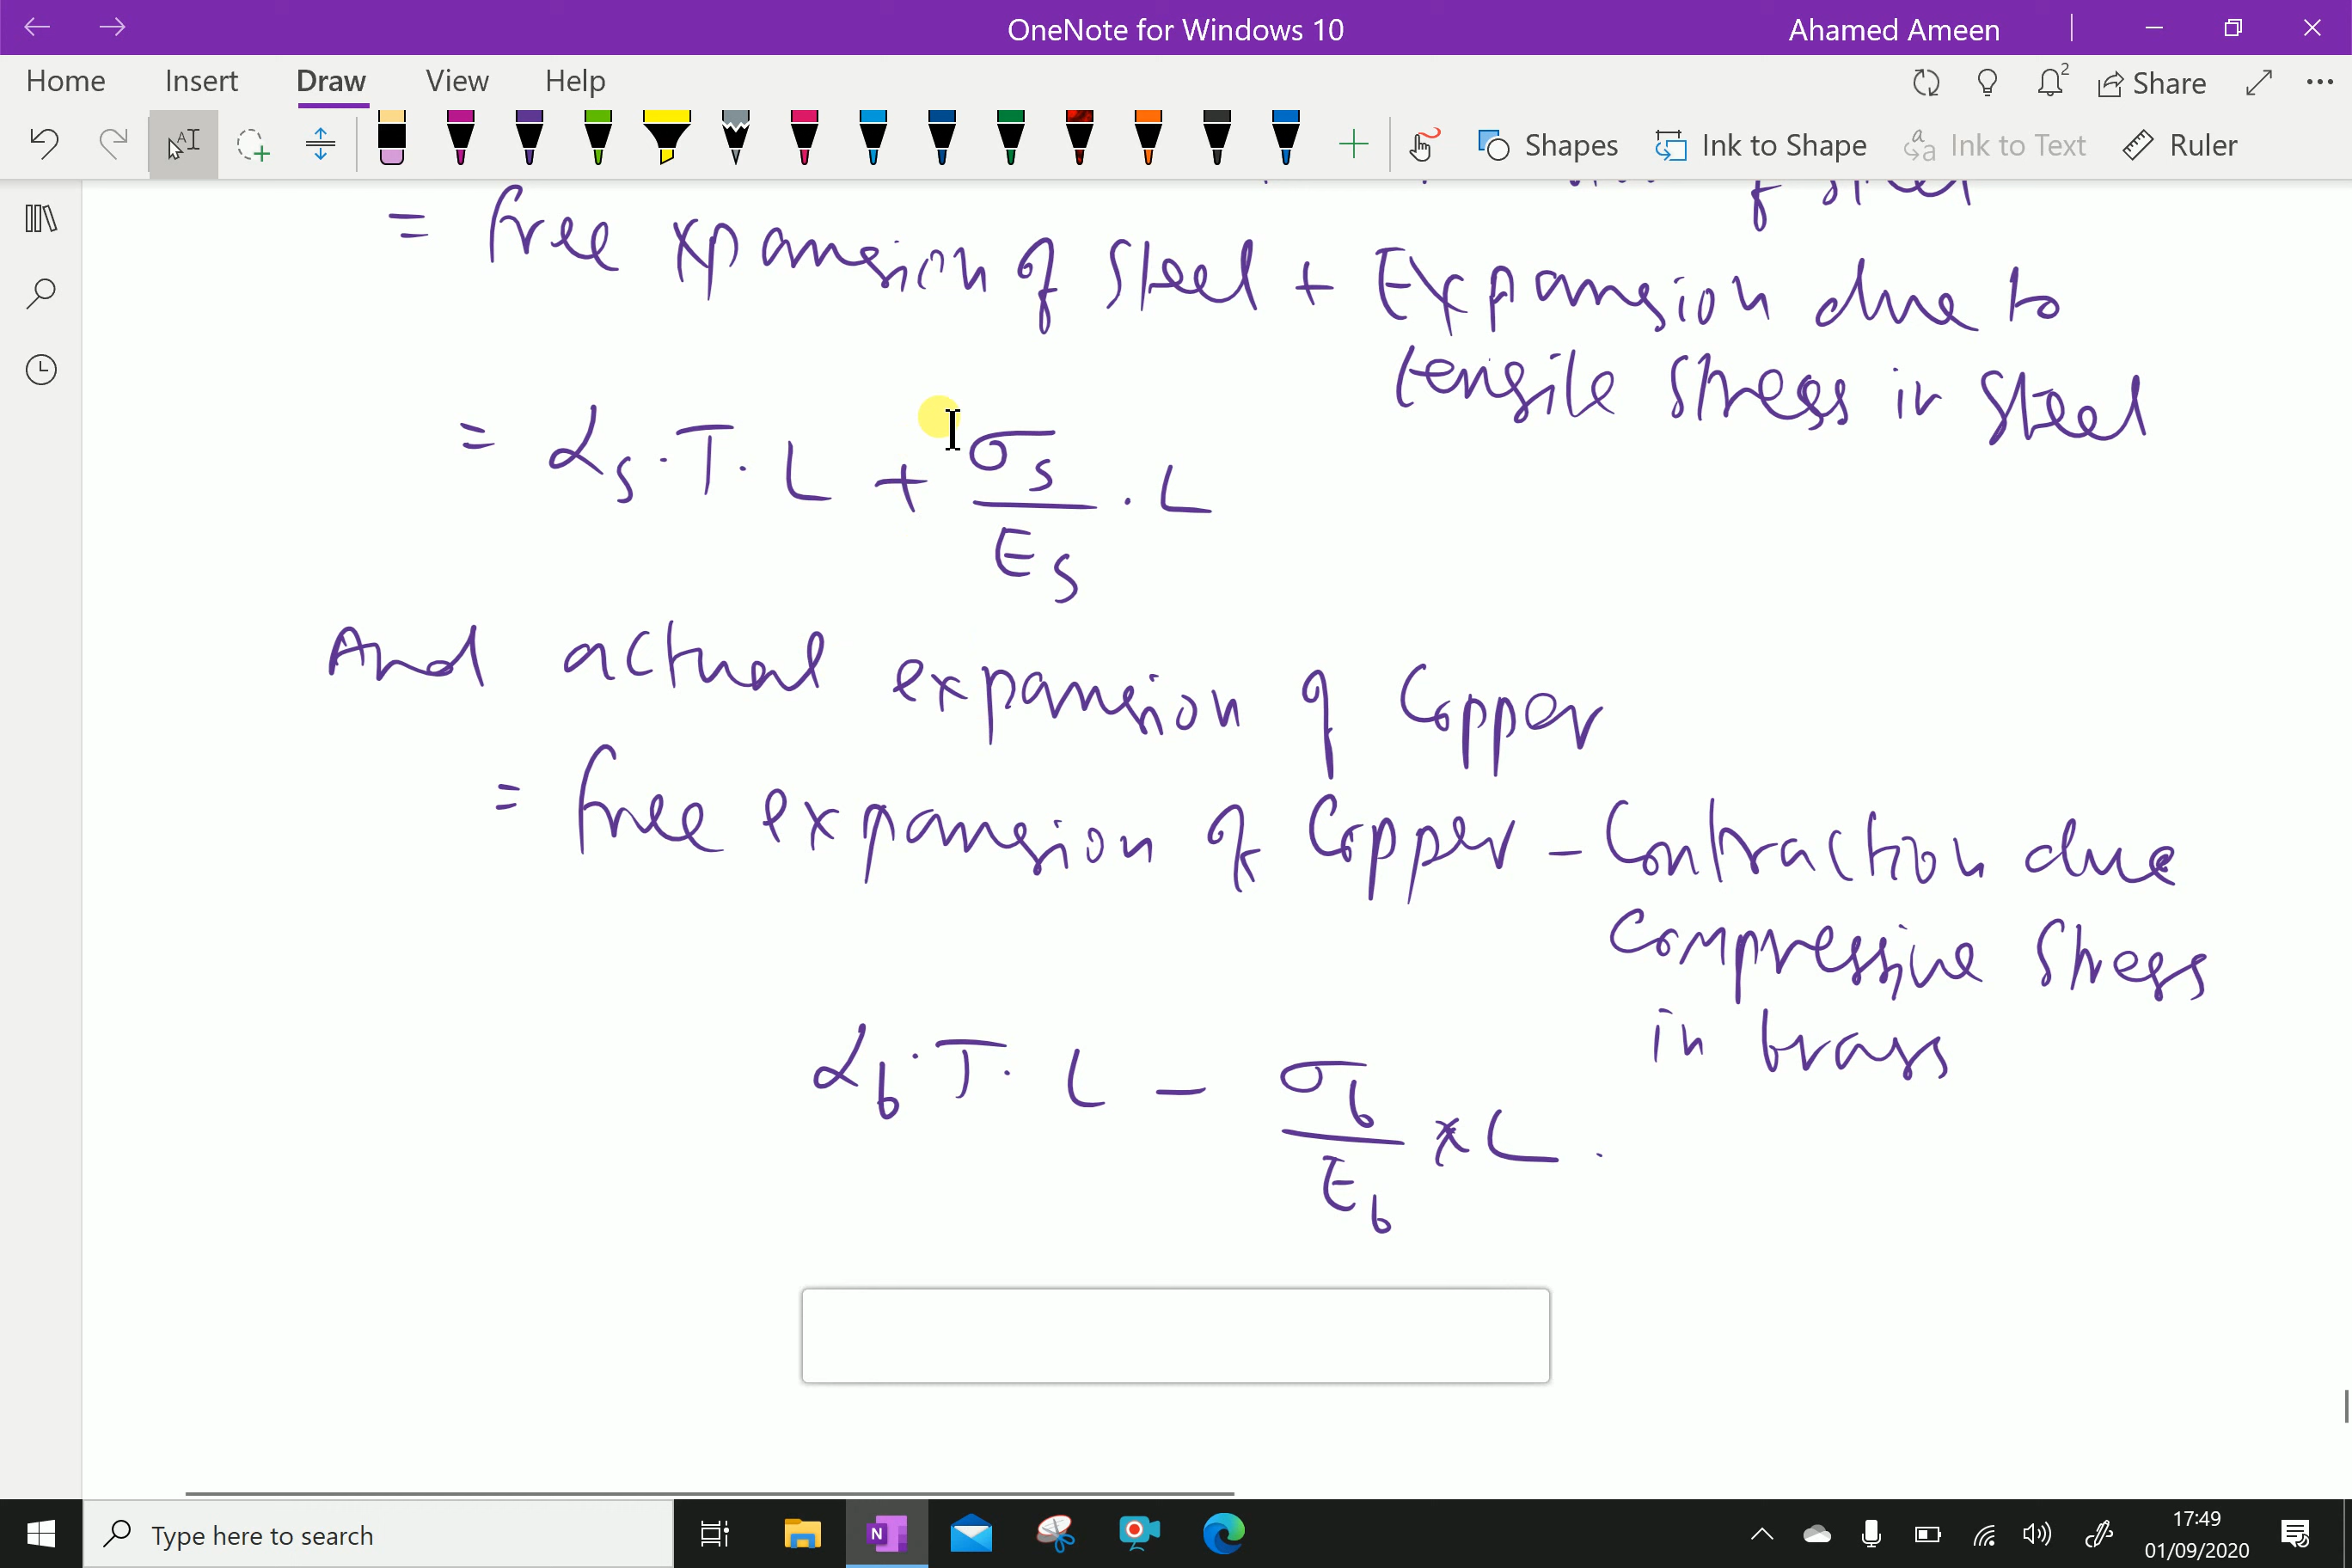 OneNote for Windows 10
Ahamed Ameen
Home Insert Draw View Help
2
Share
Shapes Ink to Shape Ink to Text Ruler
of steel
= free xpansion of steel + Expansion due to
tensile stress in steel
= αs · T · L + σs/Es · L
And actual expansion of Copper
= free expansion of Copper - Contraction due
compressive stress
in brass
αb · T · L - σb/Eb × L .
Type here to search
17:49
01/09/2020